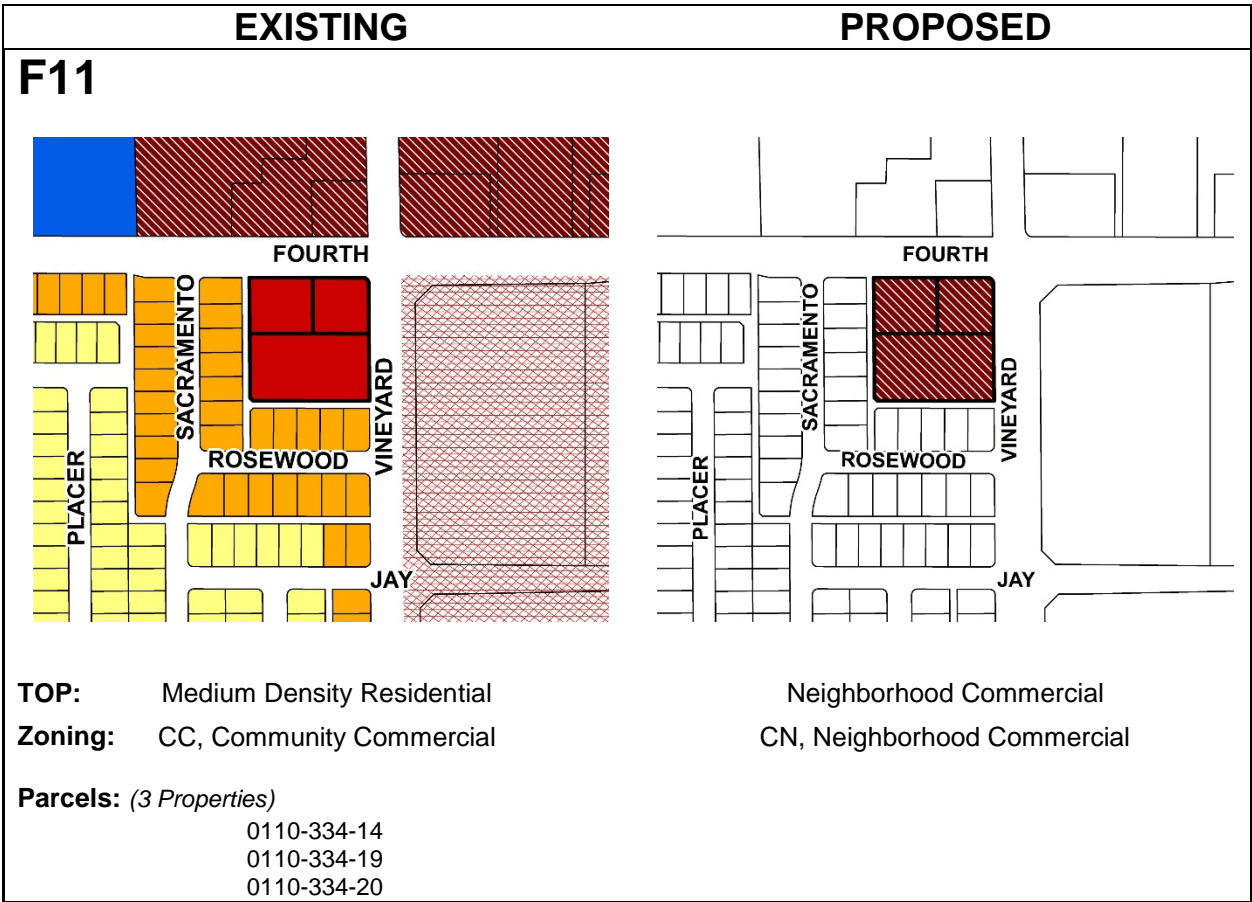 EXISTING PROPOSED
F11
FOURTH
SACRAMENTO
VINEYARD
ROSEWOOD
PLACER
JAY
FOURTH
SACRAMENTO
VINEYARD
ROSEWOOD
PLACER
JAY
TOP: Medium Density Residential Neighborhood Commercial
Zoning: CC, Community Commercial CN, Neighborhood Commercial
Parcels: (3 Properties)
0110-334-14
0110-334-19
0110-334-20